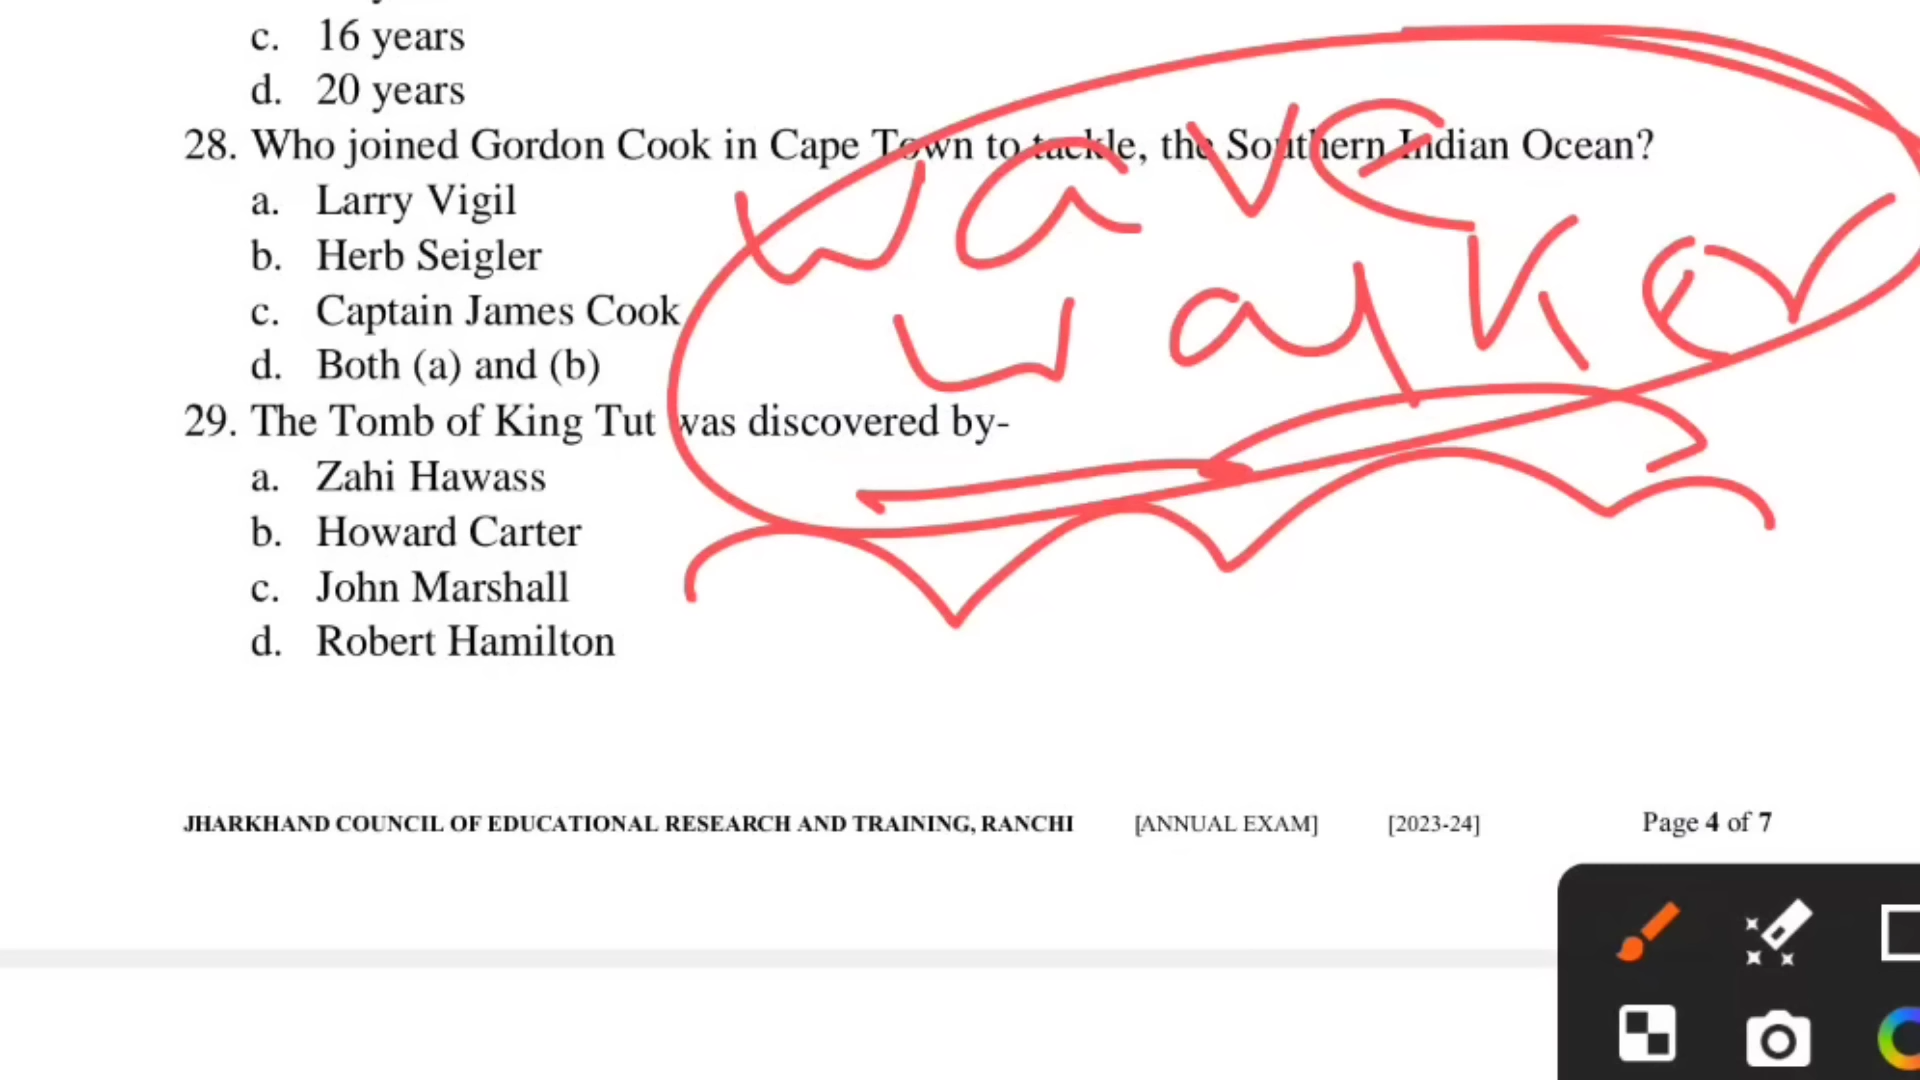 c. 16 years
d. 20 years
28. Who joined Gordon Cook in Cape Town to tackle, the Southern Indian Ocean?
a. Larry Vigil
b. Herb Seigler
c. Captain James Cook
d. Both (a) and (b)
wave
walker
29. The Tomb of King Tut was discovered by-
a. Zahi Hawass
b. Howard Carter
c. John Marshall
d. Robert Hamilton
JHARKHAND COUNCIL OF EDUCATIONAL RESEARCH AND TRAINING, RANCHI [ANNUAL EXAM] [2023-24] Page 4 of 7